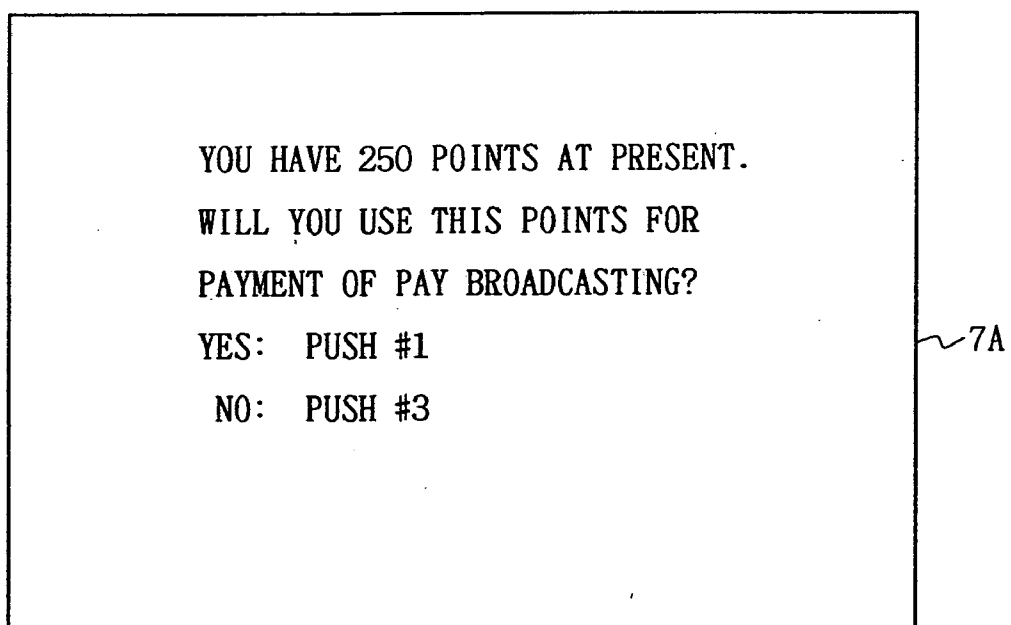 YOU HAVE 250 POINTS AT PRESENT.
WILL YOU USE THIS POINTS FOR
PAYMENT OF PAY BROADCASTING?
YES: PUSH #1
7A
NO: PUSH #3